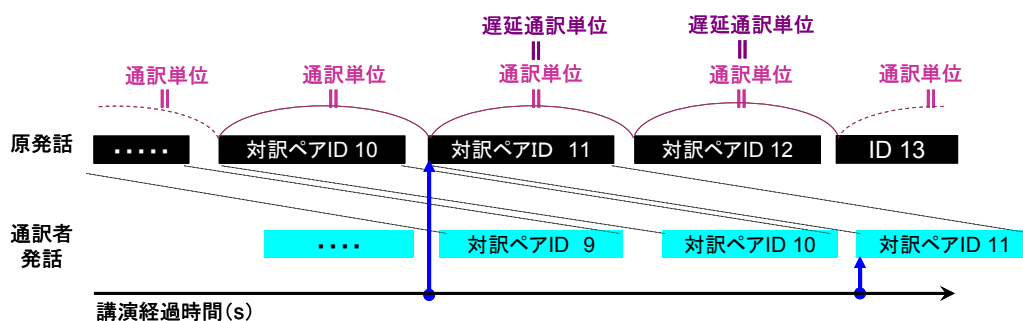 遅延通訳単位 遅延通訳単位
通訳単位 通訳単位 通訳単位 通訳単位 通訳単位
原発話 ・・・・・ 対訳ペアID 10 対訳ペアID 11 対訳ペアID 12 ID 13
通訳者
発話
・・・・ 対訳ペアID 9 対訳ペアID 10 対訳ペアID 11
講演経過時間(s)